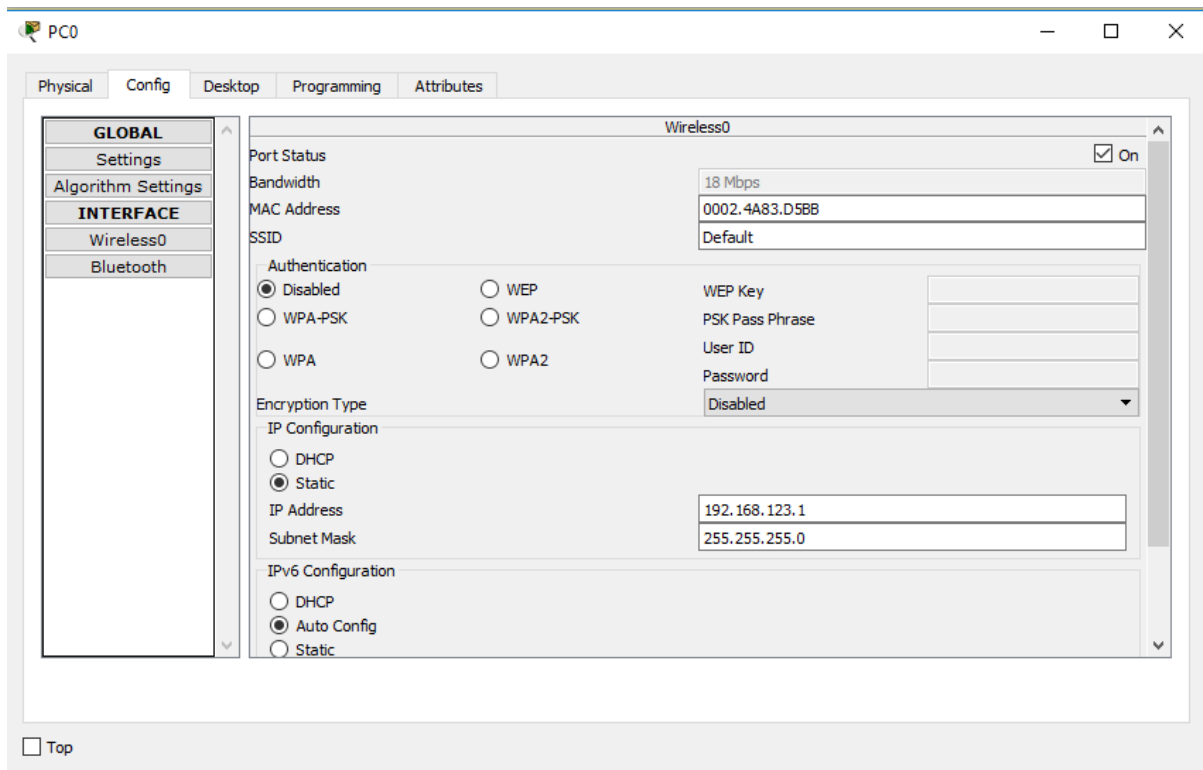 PC0
Physical Config Desktop Programming Attributes
GLOBAL
Settings
Algorithm Settings
INTERFACE
Wireless0
Bluetooth
Wireless0
Port Status On
Bandwidth 18 Mbps
MAC Address 0002.4A83.D5BB
SSID Default
Authentication
Disabled WEP WEP Key
WPA-PSK WPA2-PSK PSK Pass Phrase
User ID
WPA WPA2
Password
Encryption Type Disabled
IP Configuration
DHCP
Static
IP Address 192.168.123.1
Subnet Mask 255.255.255.0
IPv6 Configuration
DHCP
Auto Config
Static
Top